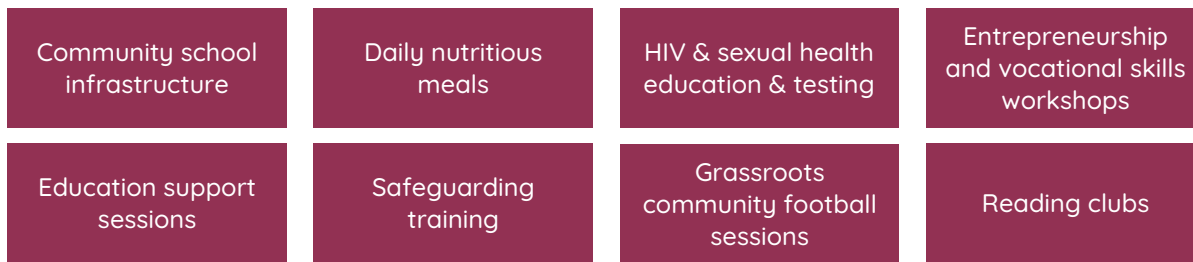 Community school
infrastructure
Daily nutritious
meals
HIV & sexual health
education & testing
Entrepreneurship
and vocational skills
workshops
Education support
sessions
Safeguarding
training
Grassroots
community football
sessions
Reading clubs